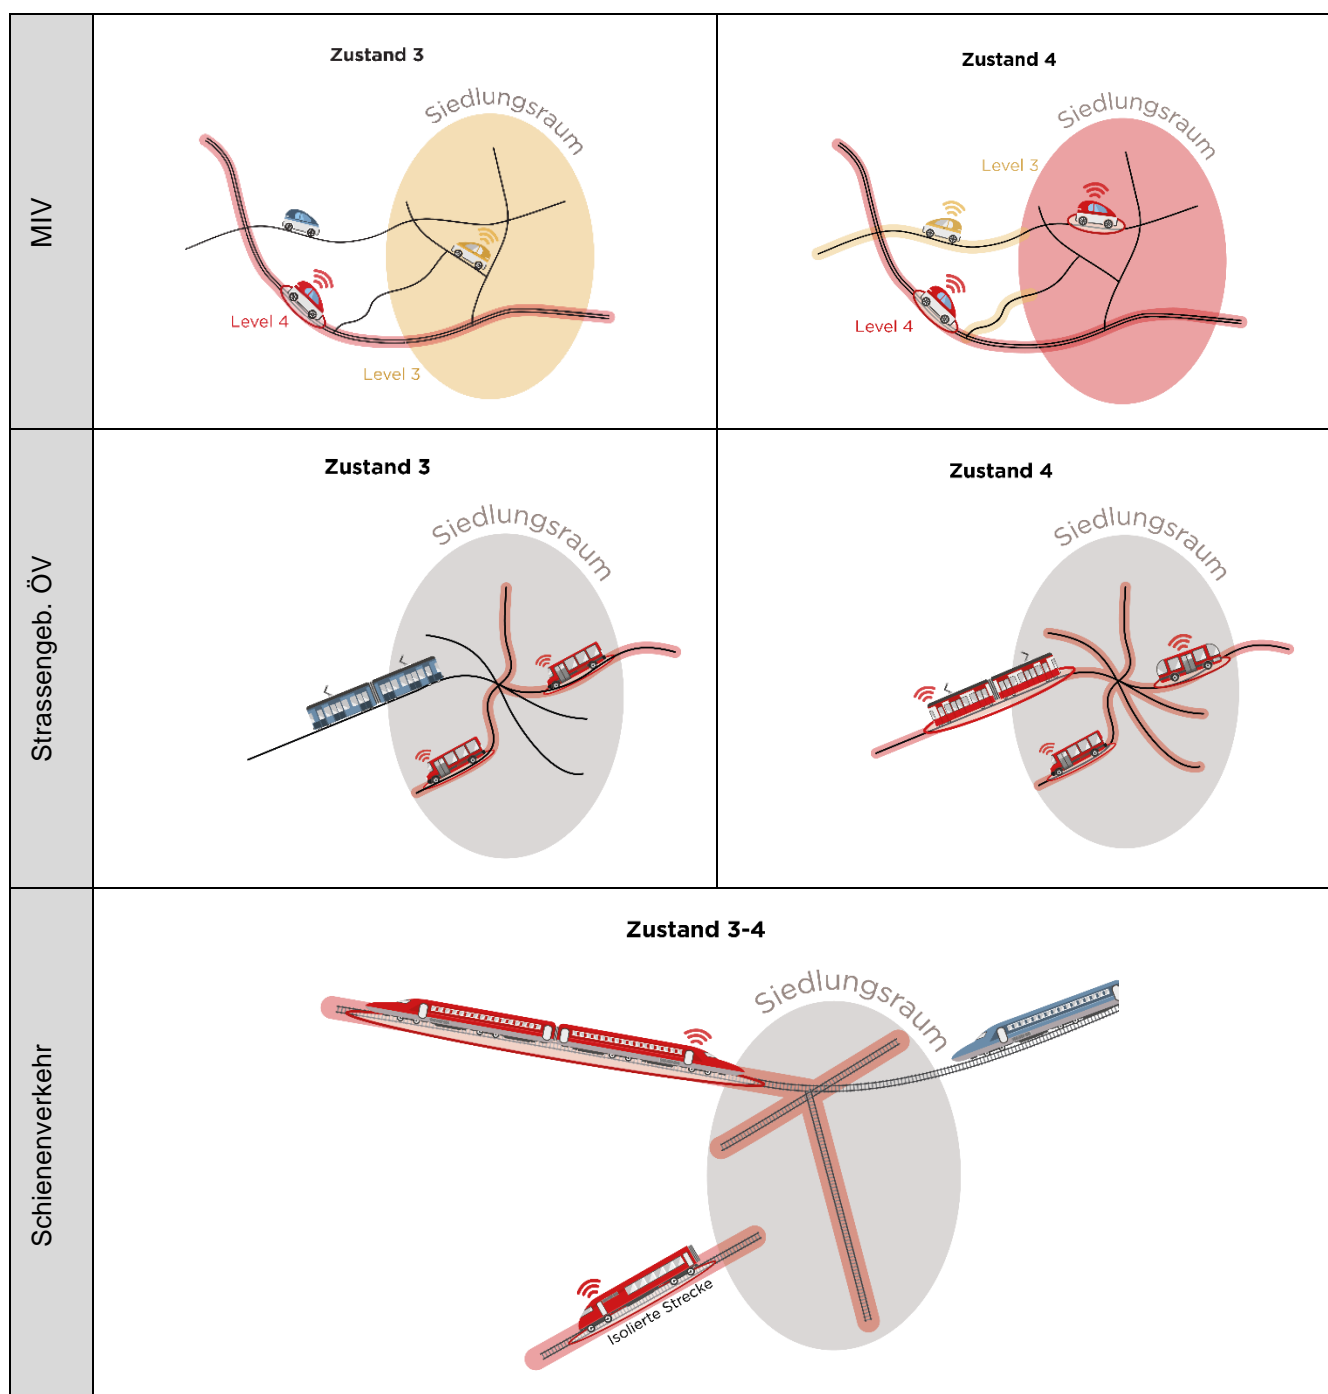 MIV
Zustand 3
Siedlungsraum
Level 4
Level 3
Zustand 4
Siedlungsraum
Level 3
Level 4
Strassengeb. ÖV
Zustand 3
Siedlungsraum
Zustand 4
Siedlungsraum
Schienenverkehr
Zustand 3-4
Siedlungsraum
Isolierte Strecke